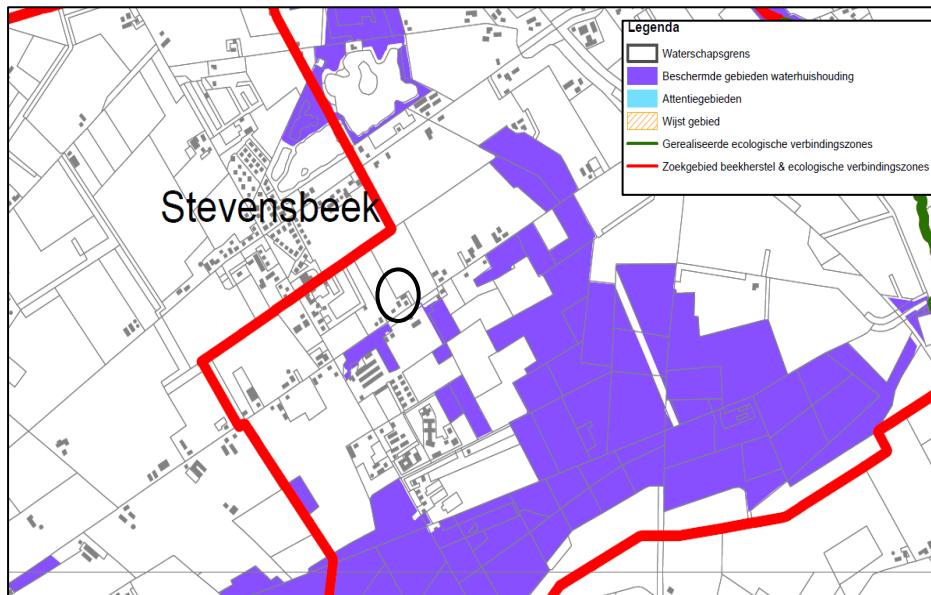 Legenda
Waterschapsgrens
Beschermde gebieden waterhuishouding
Attentiegebieden
Wijst gebied
Gerealiseerde ecologische verbindingszones
Zoekgebied beekherstel & ecologische verbindingszones
Stevensbeek